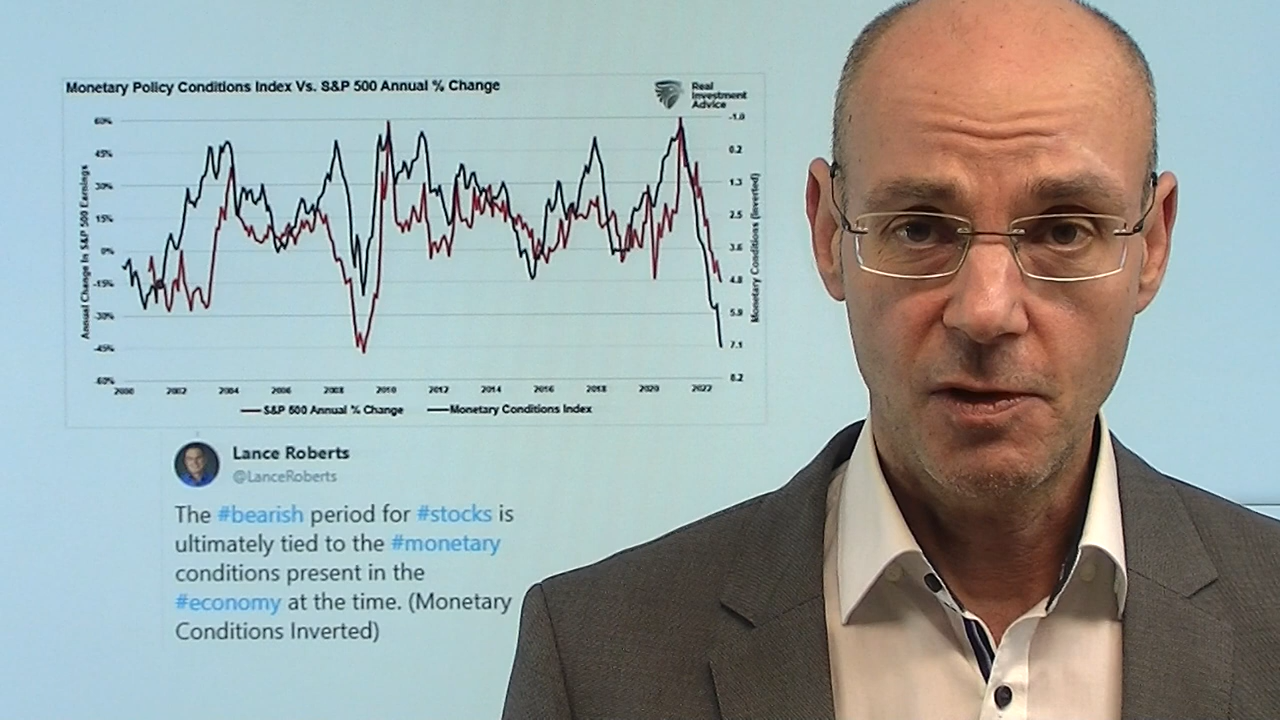 Monetary Policy Conditions Index Vs. S&P 500 Annual % Change
Real
Investment
Advice
60%
45%
30%
15%
0%
-15%
-30%
-45%
-60%
Annual Change In S&P 500 Earnings
-1.0
0.2
1.3
2.5
3.6
4.8
5.9
7.1
8.2
Monetary Conditions (Inverted)
2000 2002 2004 2006 2008 2010 2012 2014 2016 2018 2020 2022
S&P 500 Annual % Change Monetary Conditions Index
Lance Roberts
@LanceRoberts
The #bearish period for #stocks is
ultimately tied to the #monetary
conditions present in the
#economy at the time. (Monetary
Conditions Inverted)